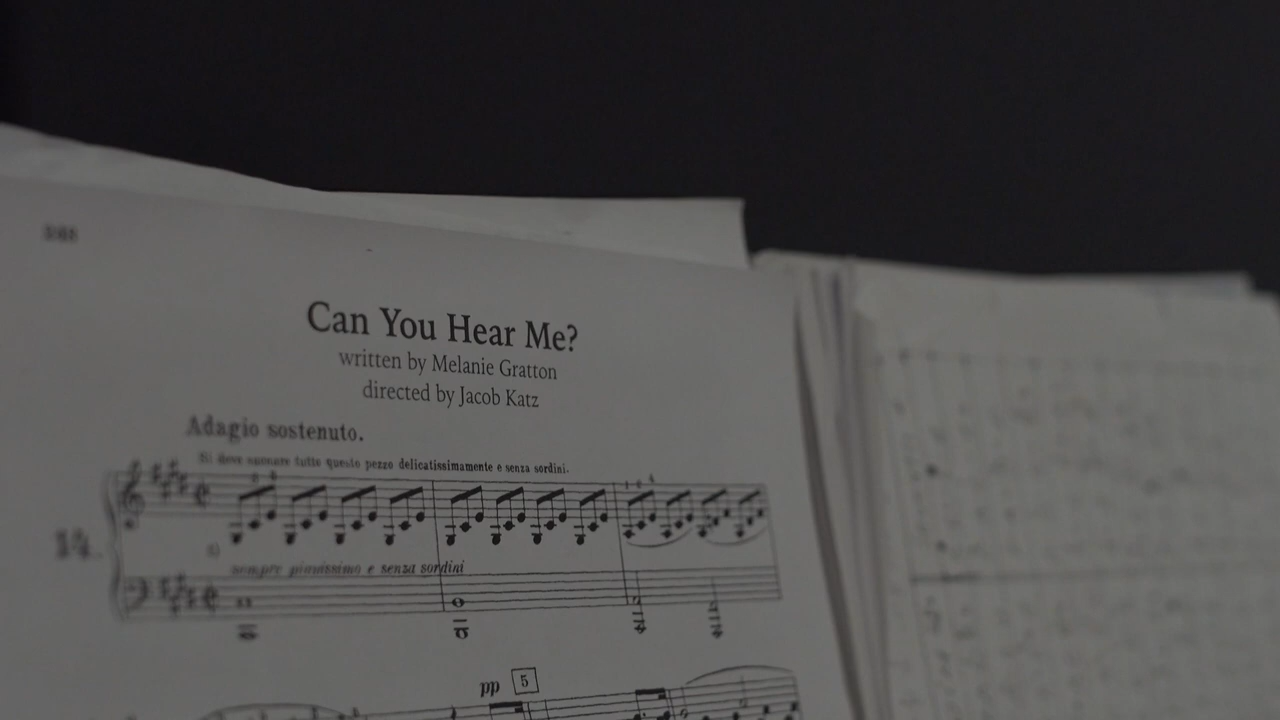 Can You Hear Me?
written by Melanie Gratton
directed by Jacob Katz
Adagio sostenuto.
Si deve suonare tutto questo pezzo delicatissimamente e senza sordini.
14.
sempre pianissimo e senza sordini
pp 5